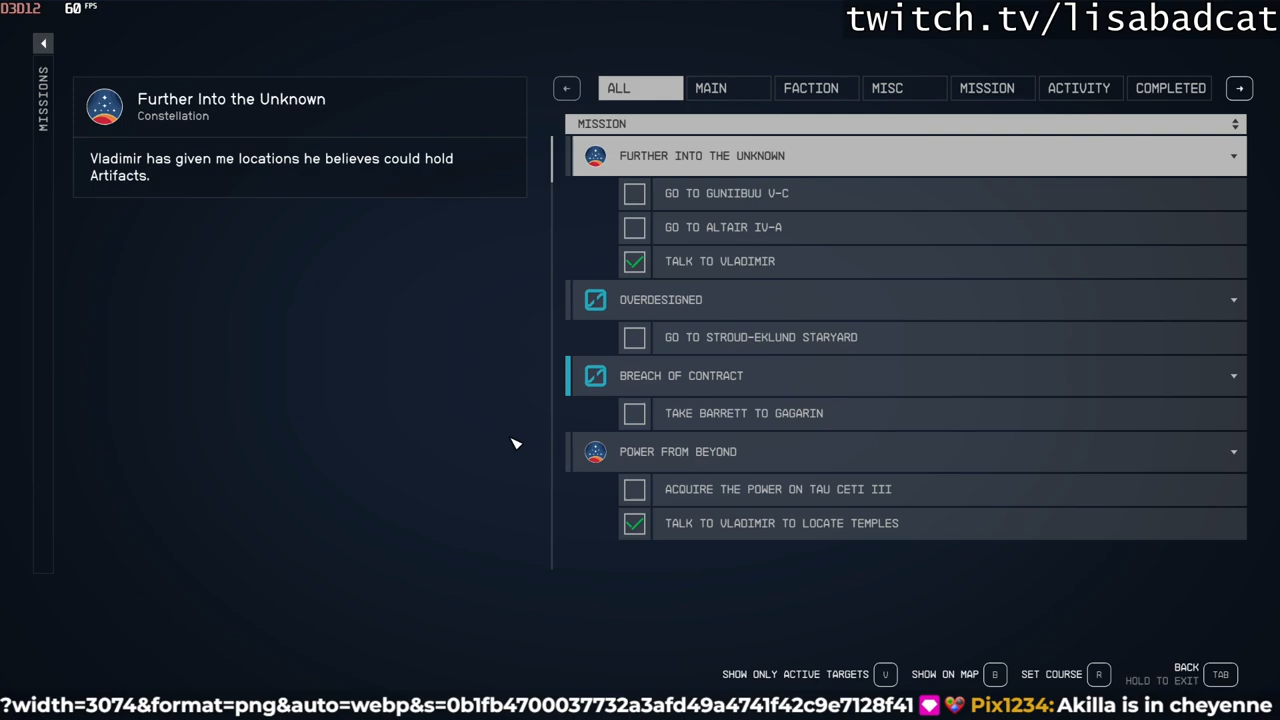 D3D12 60 FPS
twitch.tv/lisabadcat
MISSIONS
Further Into the Unknown
Constellation
Vladimir has given me locations he believes could hold
Artifacts.
ALL MAIN FACTION MISC MISSION ACTIVITY COMPLETED
MISSION
FURTHER INTO THE UNKNOWN
GO TO GUNIIBUU V-C
GO TO ALTAIR IV-A
TALK TO VLADIMIR
OVERDESIGNED
GO TO STROUD-EKLUND STARYARD
BREACH OF CONTRACT
TAKE BARRETT TO GAGARIN
POWER FROM BEYOND
ACQUIRE THE POWER ON TAU CETI III
TALK TO VLADIMIR TO LOCATE TEMPLES
SHOW ONLY ACTIVE TARGETS V SHOW ON MAP B SET COURSE R BACK TAB
HOLD TO EXIT
?width=3074&format=png&auto=webp&s=0b1fb4700037732a3afd49a4741f42c9e7128f41 Pix1234: Akilla is in cheyenne